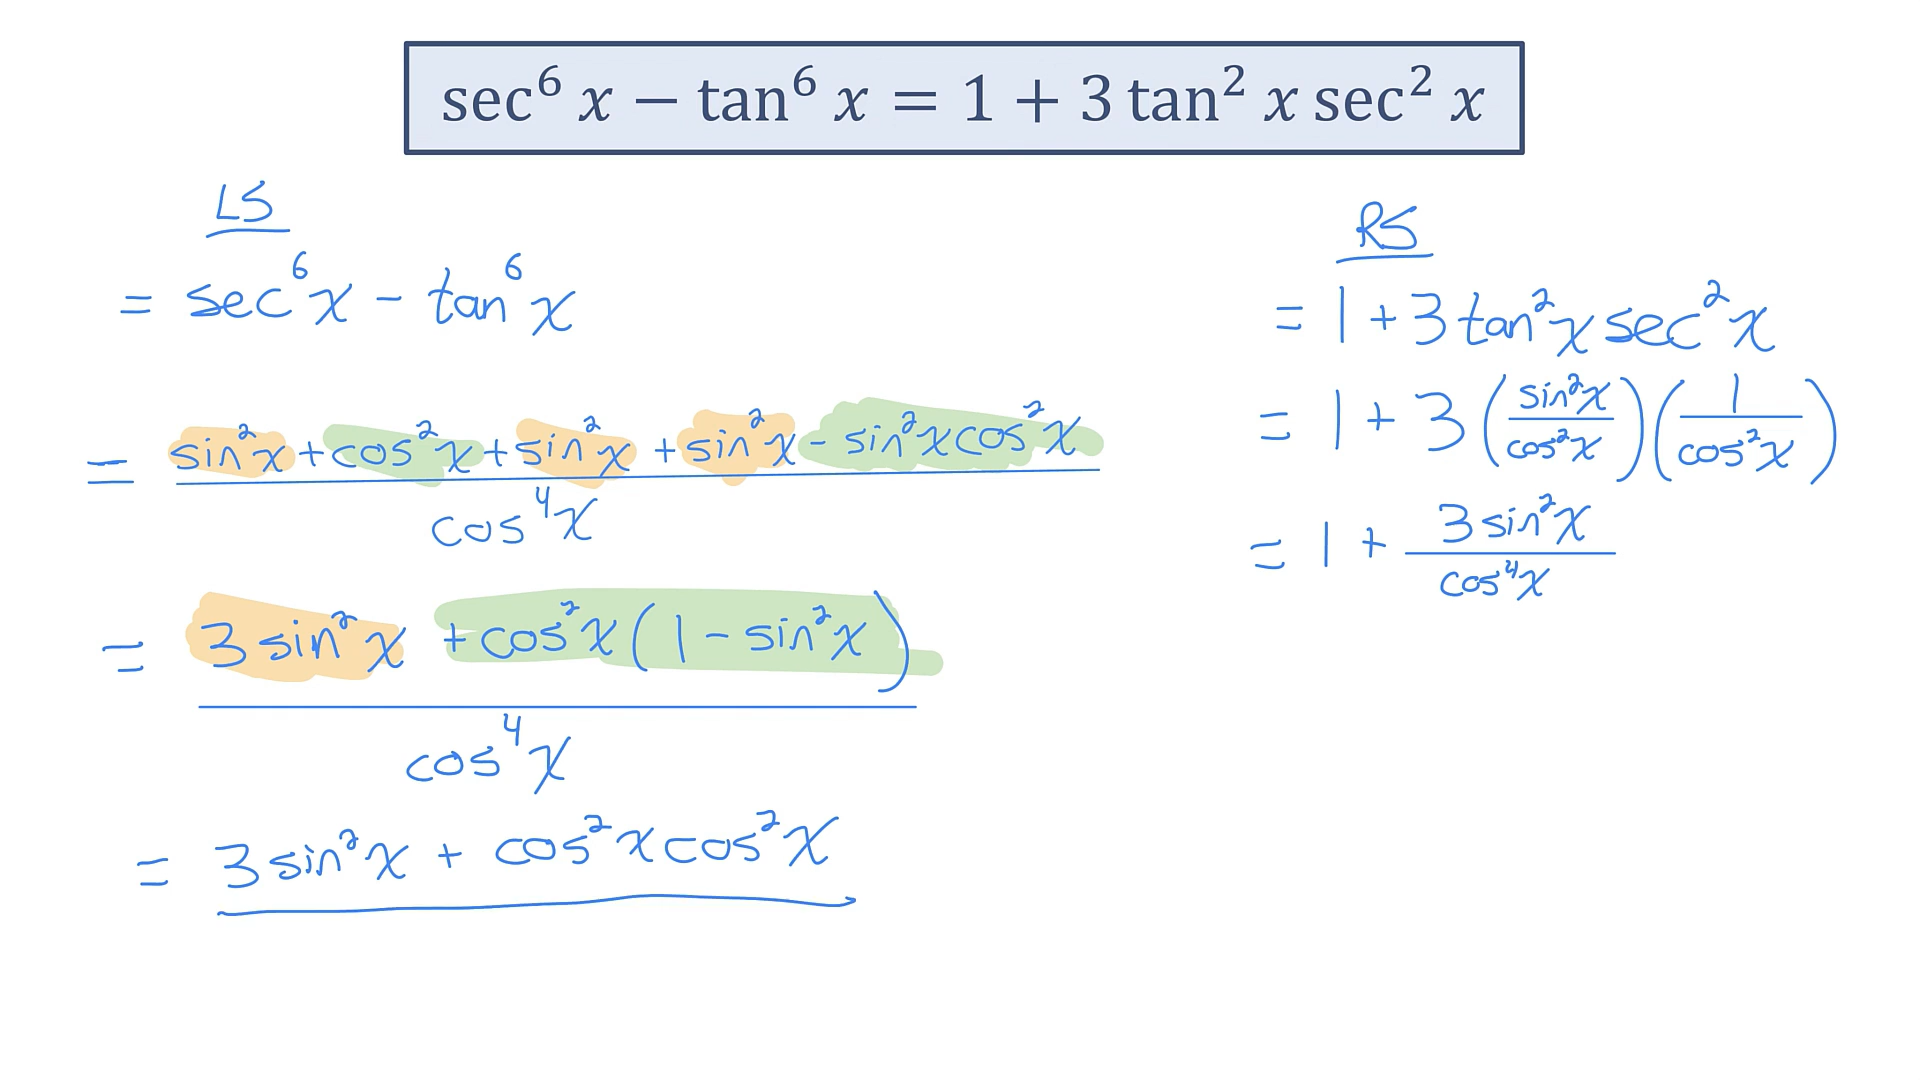 sec⁶ x − tan⁶ x = 1 + 3 tan² x sec² x
LS
= sec⁶x - tan⁶x
= (sin²x + cos²x + sin²x + sin²x - sin²x cos²x) / cos⁴x
= (3 sin²x + cos²x (1 - sin²x)) / cos⁴x
= 3 sin²x + cos²x cos²x
RS
= 1 + 3 tan²x sec²x
= 1 + 3 (sin²x / cos²x) (1 / cos²x)
= 1 + 3 sin²x / cos⁴x